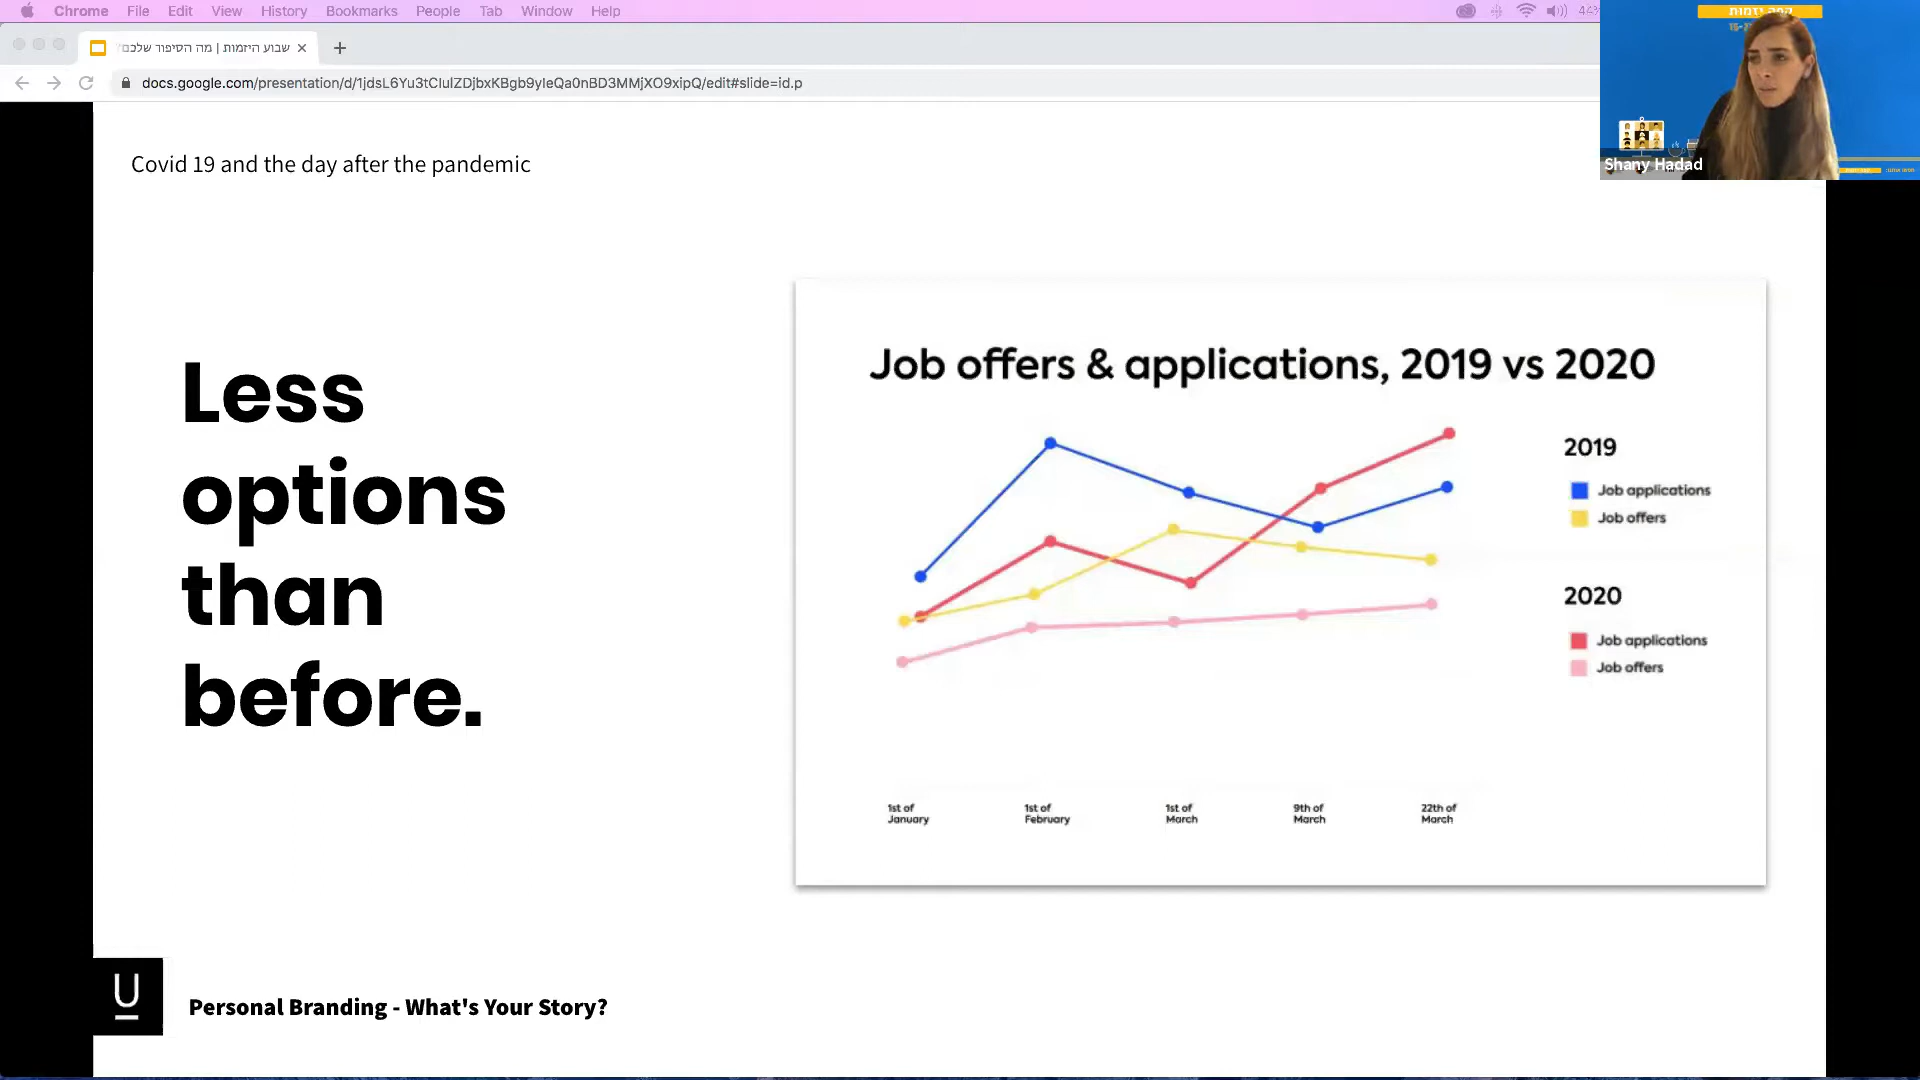 Chrome File Edit View History Bookmarks People Tab Window Help
שבוע היזמות | מה הסיפור שלכם
docs.google.com/presentation/d/1jdsL6Yu3tCIulZDjbxKBgb9yIeQa0nBD3MMjXO9xipQ/edit#slide=id.p
Shany Hadad
Covid 19 and the day after the pandemic
Less
options
than
before.
Job offers & applications, 2019 vs 2020
2019
Job applications
Job offers
2020
Job applications
Job offers
1st of
January
1st of
February
1st of
March
9th of
March
22th of
March
U
Personal Branding - What's Your Story?